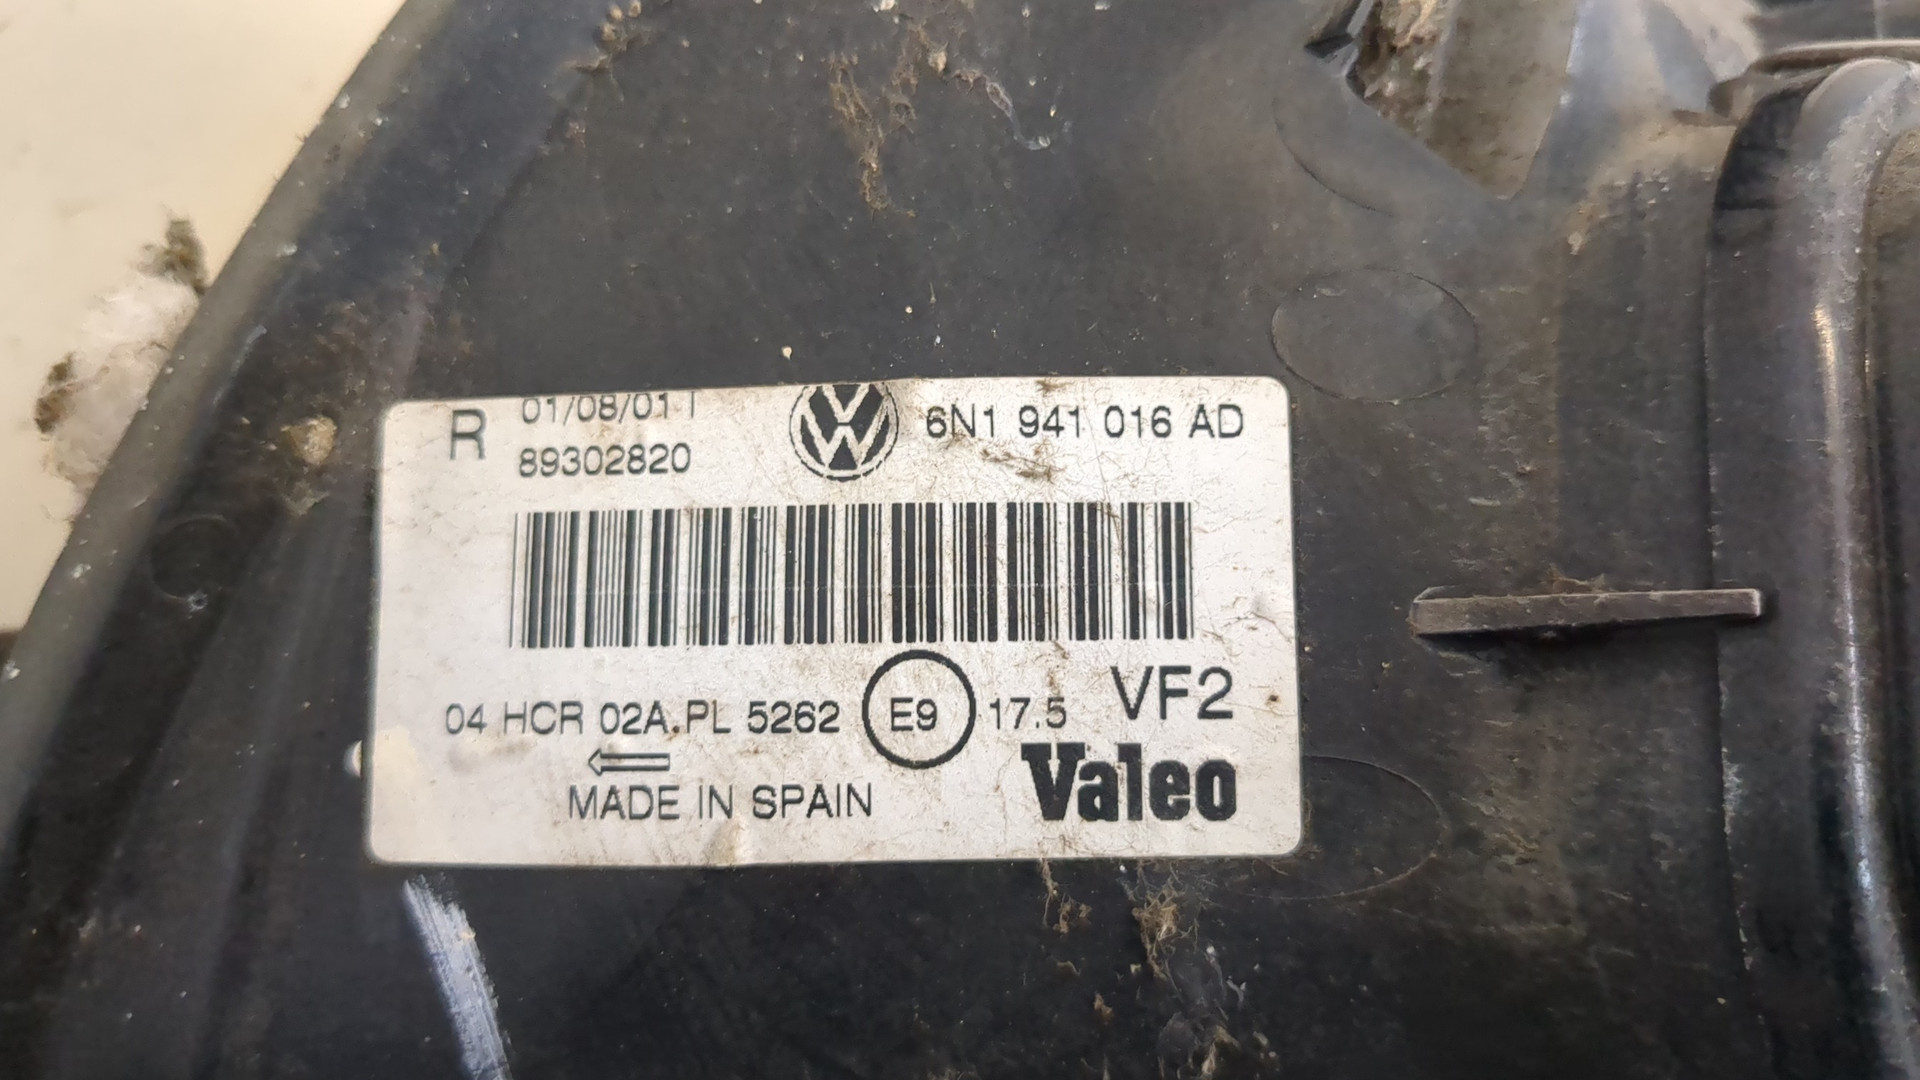 R 01/08/01 T 6N1 941 016 AD
89302820
04 HCR 02A.PL 5262 E9 17.5 VF2
MADE IN SPAIN Valeo